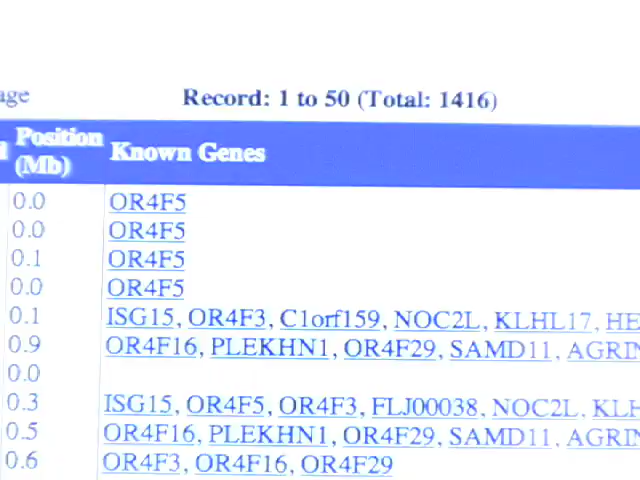 Record: 1 to 50 (Total: 1416)
Position (Mb) Known Genes
0.0 OR4F5
0.0 OR4F5
0.1 OR4F5
0.0 OR4F5
0.1 ISG15, OR4F3, C1orf159, NOC2L, KLHL17,
0.9 OR4F16, PLEKHN1, OR4F29, SAMD11,
0.0
0.3 ISG15, OR4F5, OR4F3, FLJ00038, NOC2L,
0.5 OR4F16, PLEKHN1, OR4F29, SAMD11,
0.6 OR4F3, OR4F16, OR4F29